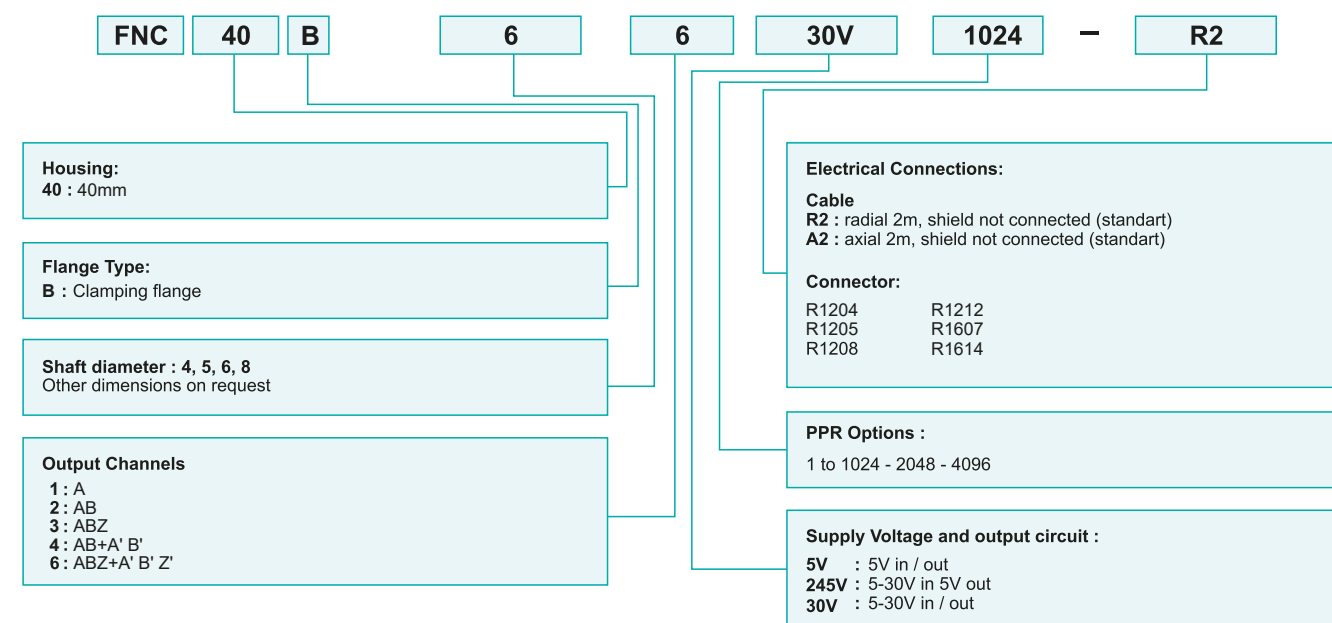 FNC 40 B 6 6 30V 1024 – R2
Housing:
40 : 40mm
Flange Type:
B : Clamping flange
Shaft diameter : 4, 5, 6, 8
Other dimensions on request
Output Channels
1 : A
2 : AB
3 : ABZ
4 : AB+A' B'
6 : ABZ+A' B' Z'
Electrical Connections:
Cable
R2 : radial 2m, shield not connected (standart)
A2 : axial 2m, shield not connected (standart)
Connector:
R1204 R1212
R1205 R1607
R1208 R1614
PPR Options :
1 to 1024 - 2048 - 4096
Supply Voltage and output circuit :
5V : 5V in / out
245V : 5-30V in 5V out
30V : 5-30V in / out